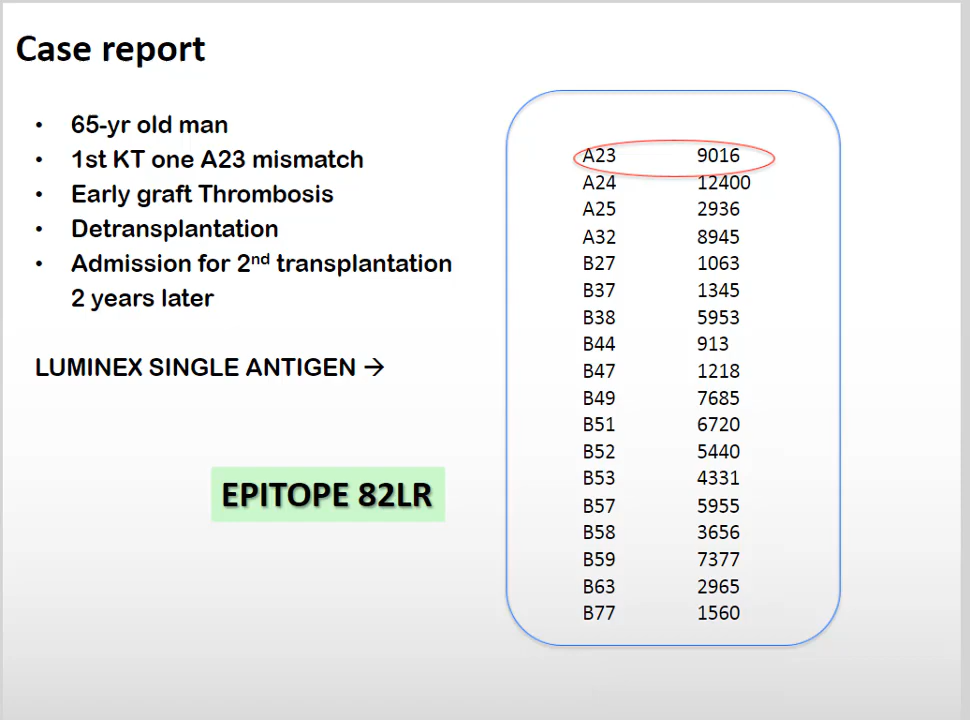 Case report
• 65-yr old man
• 1st KT one A23 mismatch
• Early graft Thrombosis
• Detransplantation
• Admission for 2nd transplantation
2 years later
LUMINEX SINGLE ANTIGEN →
EPITOPE 82LR
A23 9016
A24 12400
A25 2936
A32 8945
B27 1063
B37 1345
B38 5953
B44 913
B47 1218
B49 7685
B51 6720
B52 5440
B53 4331
B57 5955
B58 3656
B59 7377
B63 2965
B77 1560